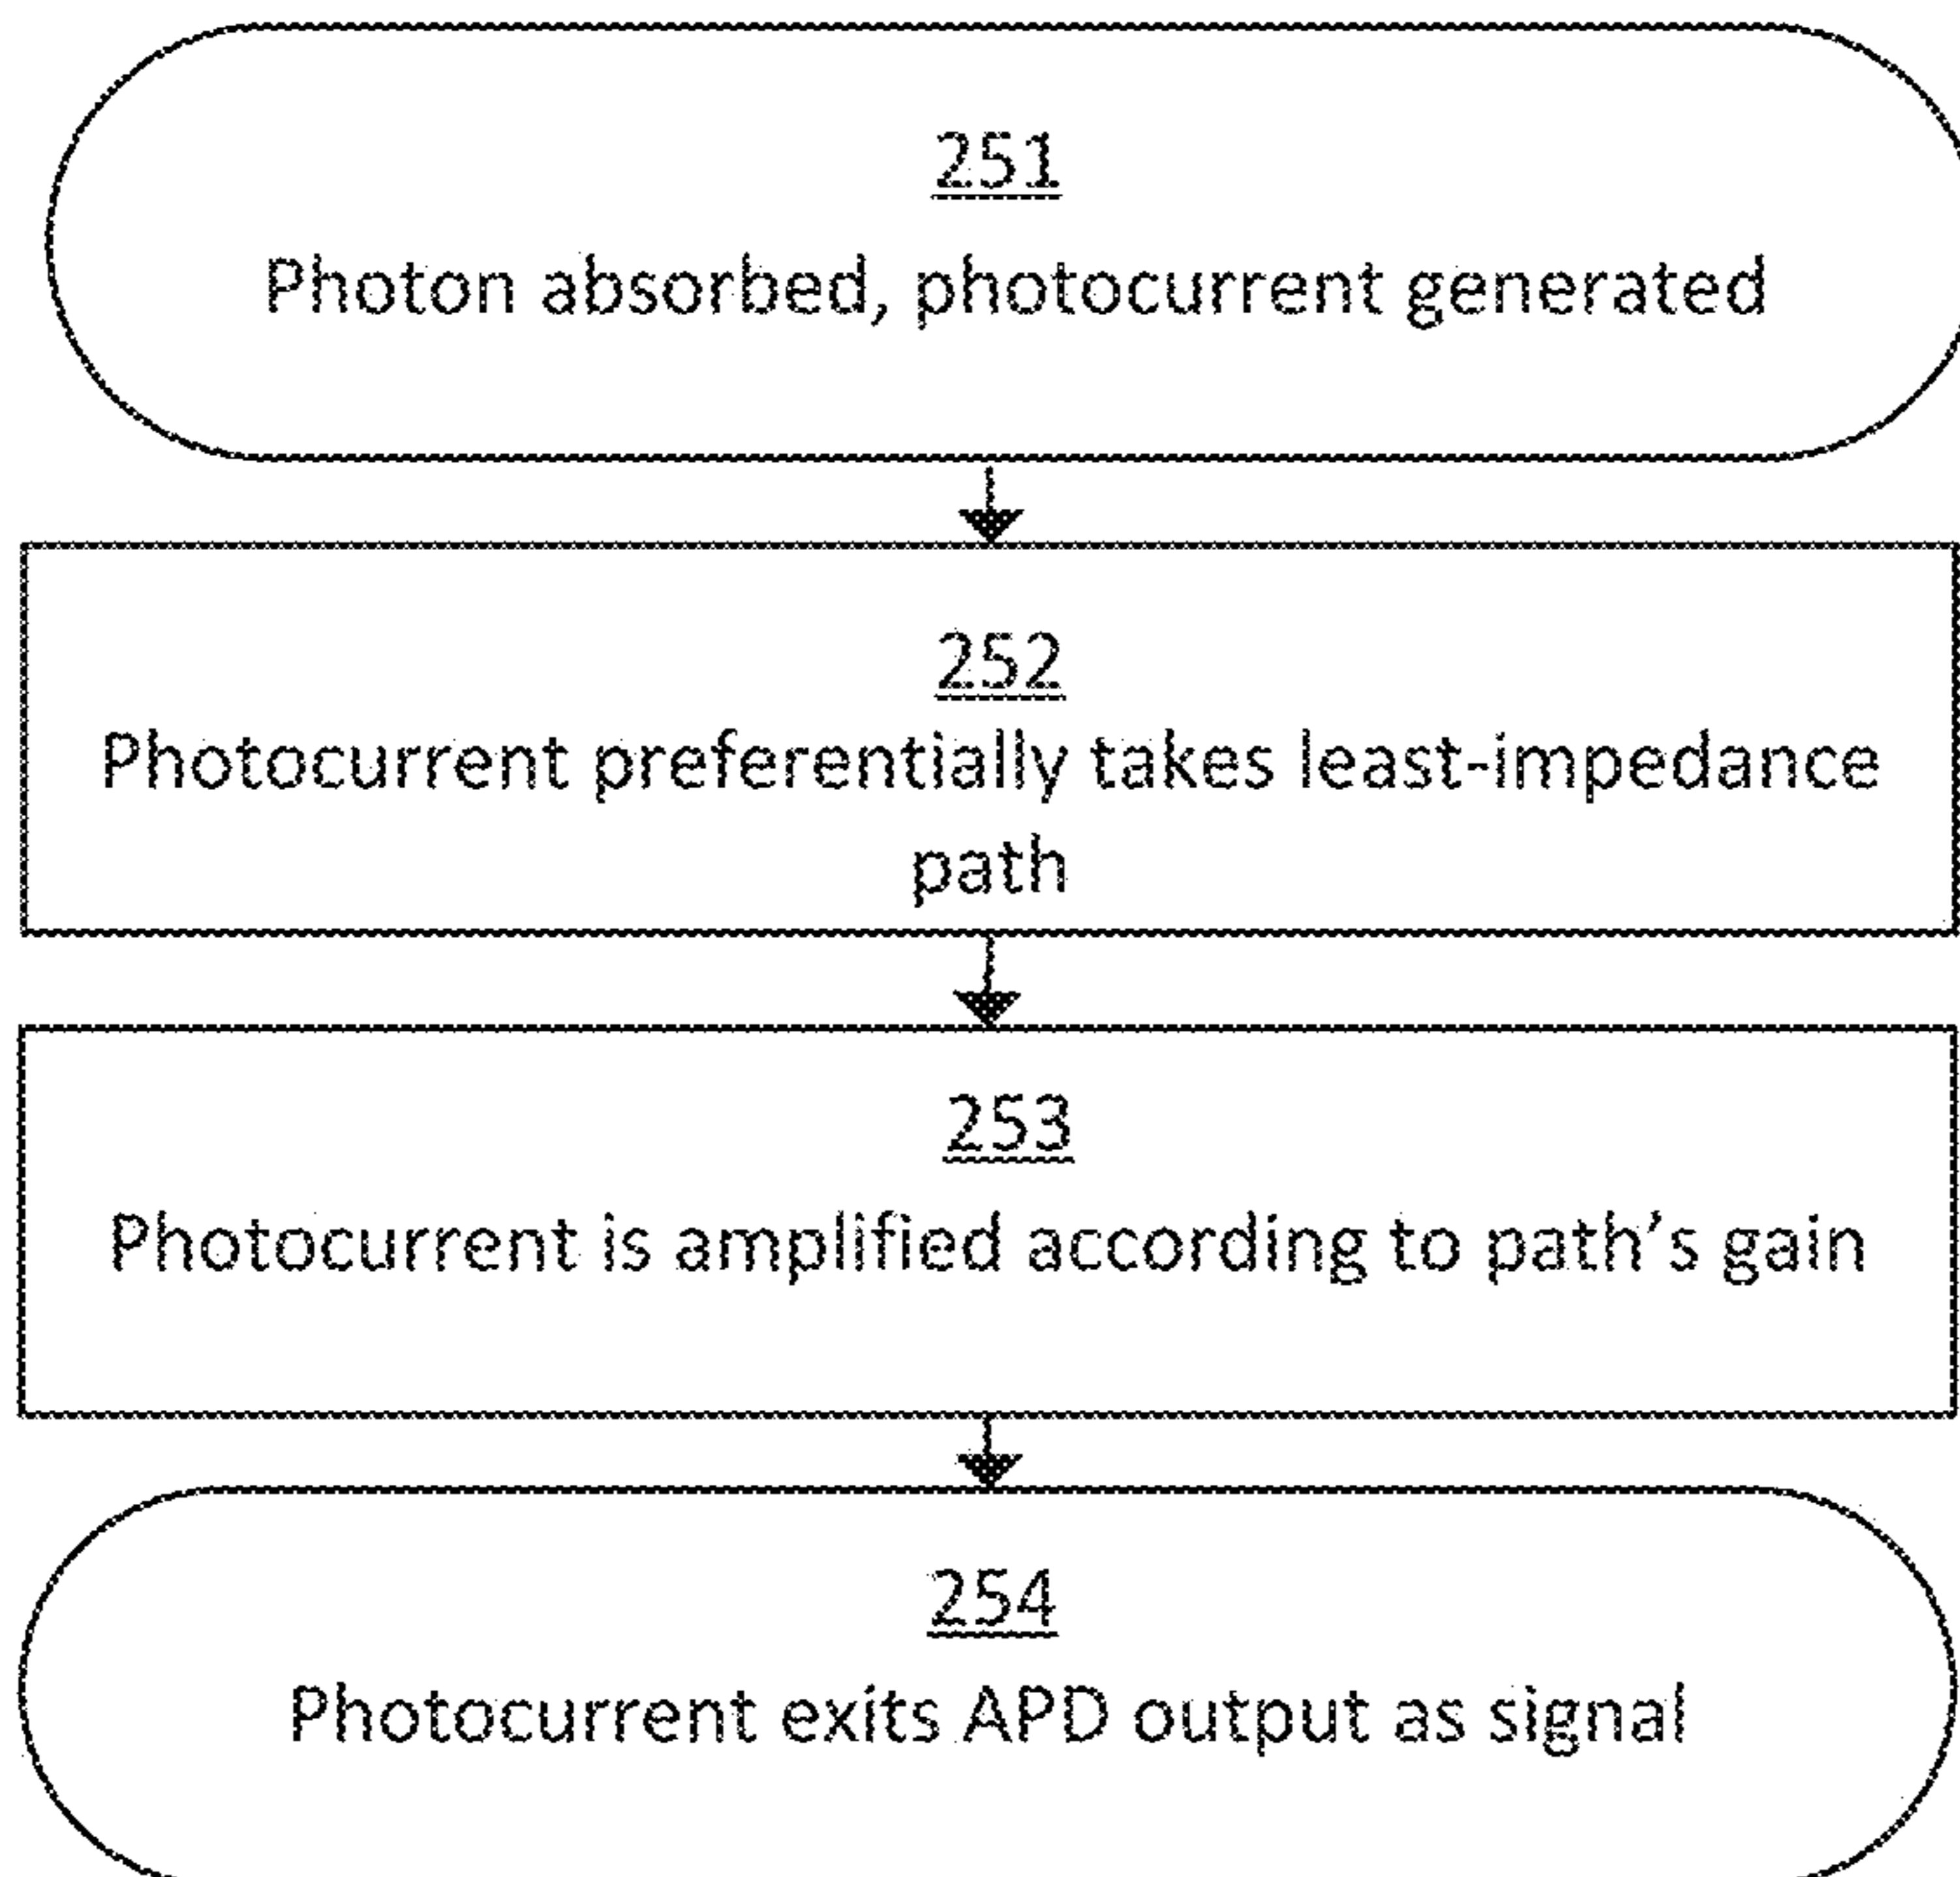 251
Photon absorbed, photocurrent generated
252
Photocurrent preferentially takes least-impedance
path
253
Photocurrent is amplified according to path's gain
254
Photocurrent exits APD output as signal